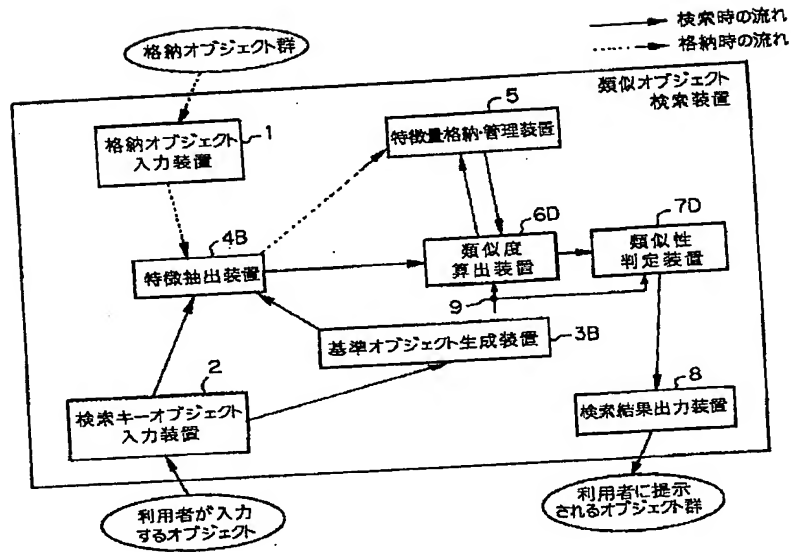 検索時の流れ
格納時の流れ
格納オブジェクト群
類似オブジェクト
検索装置
格納オブジェクト
入力装置
1
5
特徴量格納・管理装置
4B
特徴抽出装置
6D
類似度
算出装置
7D
類似性
判定装置
9
基準オブジェクト生成装置
3B
2
検索キーオブジェクト
入力装置
8
検索結果出力装置
利用者が入力
するオブジェクト
利用者に提示
されるオブジェクト群